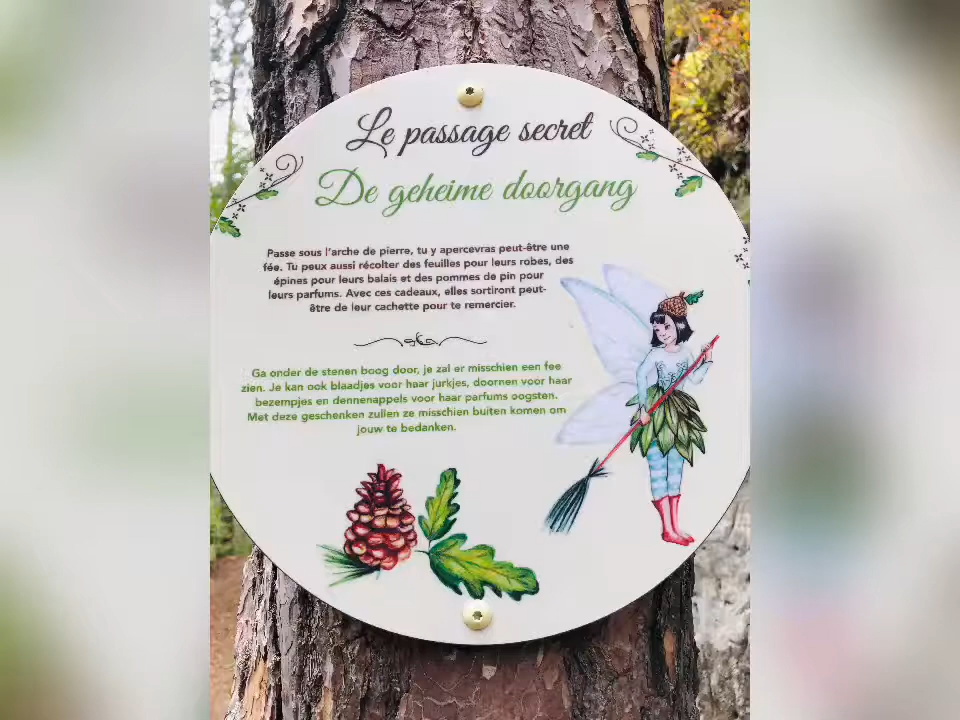 Le passage secret
De geheime doorgang
Passe sous l'arche de pierre, tu y apercevras peut-être une
fée. Tu peux aussi récolter des feuilles pour leurs robes, des
épines pour leurs balais et des pommes de pin pour
leurs parfums. Avec ces cadeaux, elles sortiront peut-
être de leur cachette pour te remercier.
Ga onder de stenen boog door, je zal er misschien een fee
zien. Je kan ook blaadjes voor haar jurkjes, doornen voor haar
bezempjes en dennenappels voor haar parfums oogsten.
Met deze geschenken zullen ze misschien buiten komen om
jouw te bedanken.